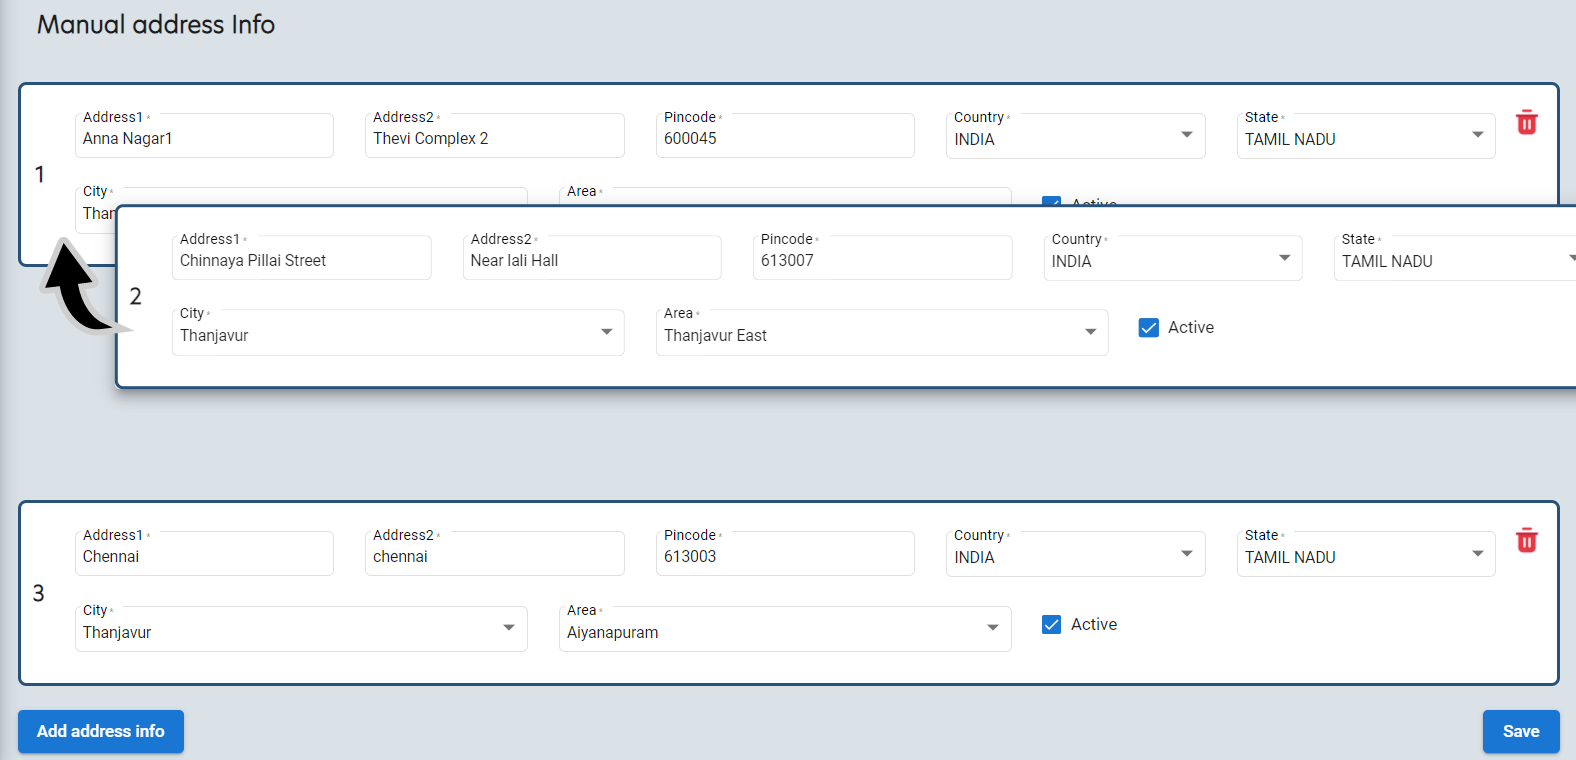 Manual address Info
1
Address1 *
Anna Nagar1
Address2 *
Thevi Complex 2
Pincode *
600045
Country *
INDIA
State *
TAMIL NADU
City *
Area *
Active
2
Address1 *
Chinnaya Pillai Street
Address2 *
Near lali Hall
Pincode *
613007
Country *
INDIA
State *
TAMIL NADU
City *
Thanjavur
Area *
Thanjavur East
Active
3
Address1 *
Chennai
Address2 *
chennai
Pincode *
613003
Country *
INDIA
State *
TAMIL NADU
City *
Thanjavur
Area *
Aiyanapuram
Active
Add address info
Save